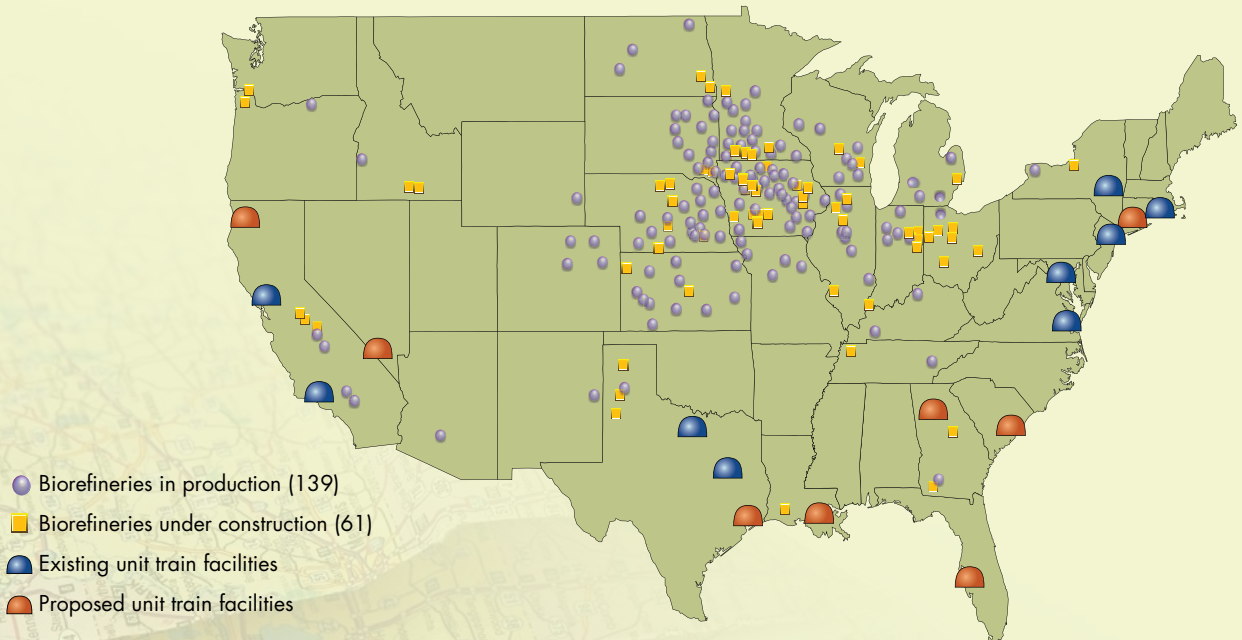 Biorefineries in production (139)
Biorefineries under construction (61)
Existing unit train facilities
Proposed unit train facilities